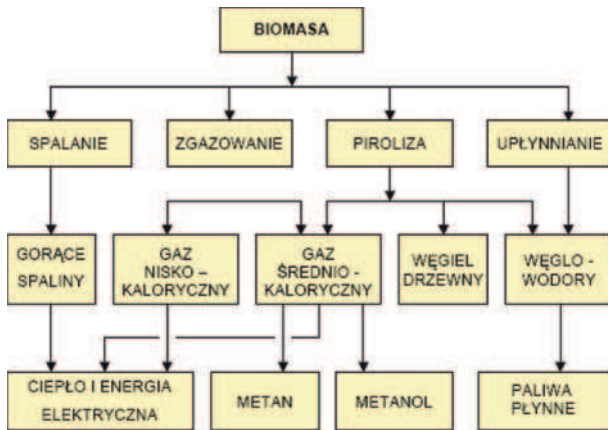 BIOMASA
SPALANIE
ZGAZOWANIE
PIROLIZA
UPŁYNNIANIE
GORĄCE
SPALINY
GAZ
NISKO –
KALORYCZNY
GAZ
ŚREDNIO -
KALORYCZNY
WĘGIEL
DRZEWNY
WĘGLO -
WODORY
CIEPŁO I ENERGIA
ELEKTRYCZNA
METAN
METANOL
PALIWA
PŁYNNE